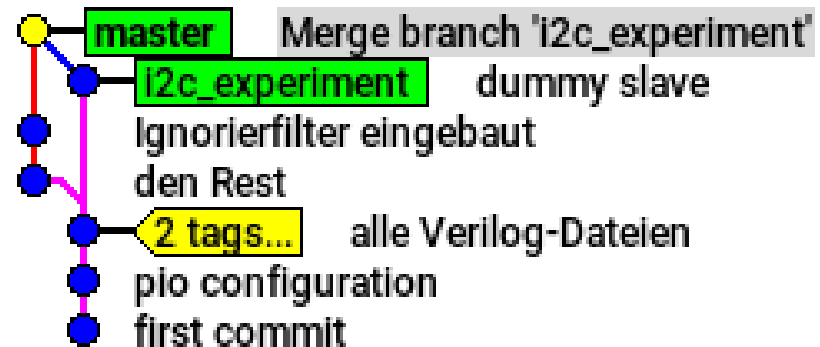 master Merge branch 'i2c_experiment'
i2c_experiment dummy slave
Ignorierfilter eingebaut
den Rest
2 tags... alle Verilog-Dateien
pio configuration
first commit